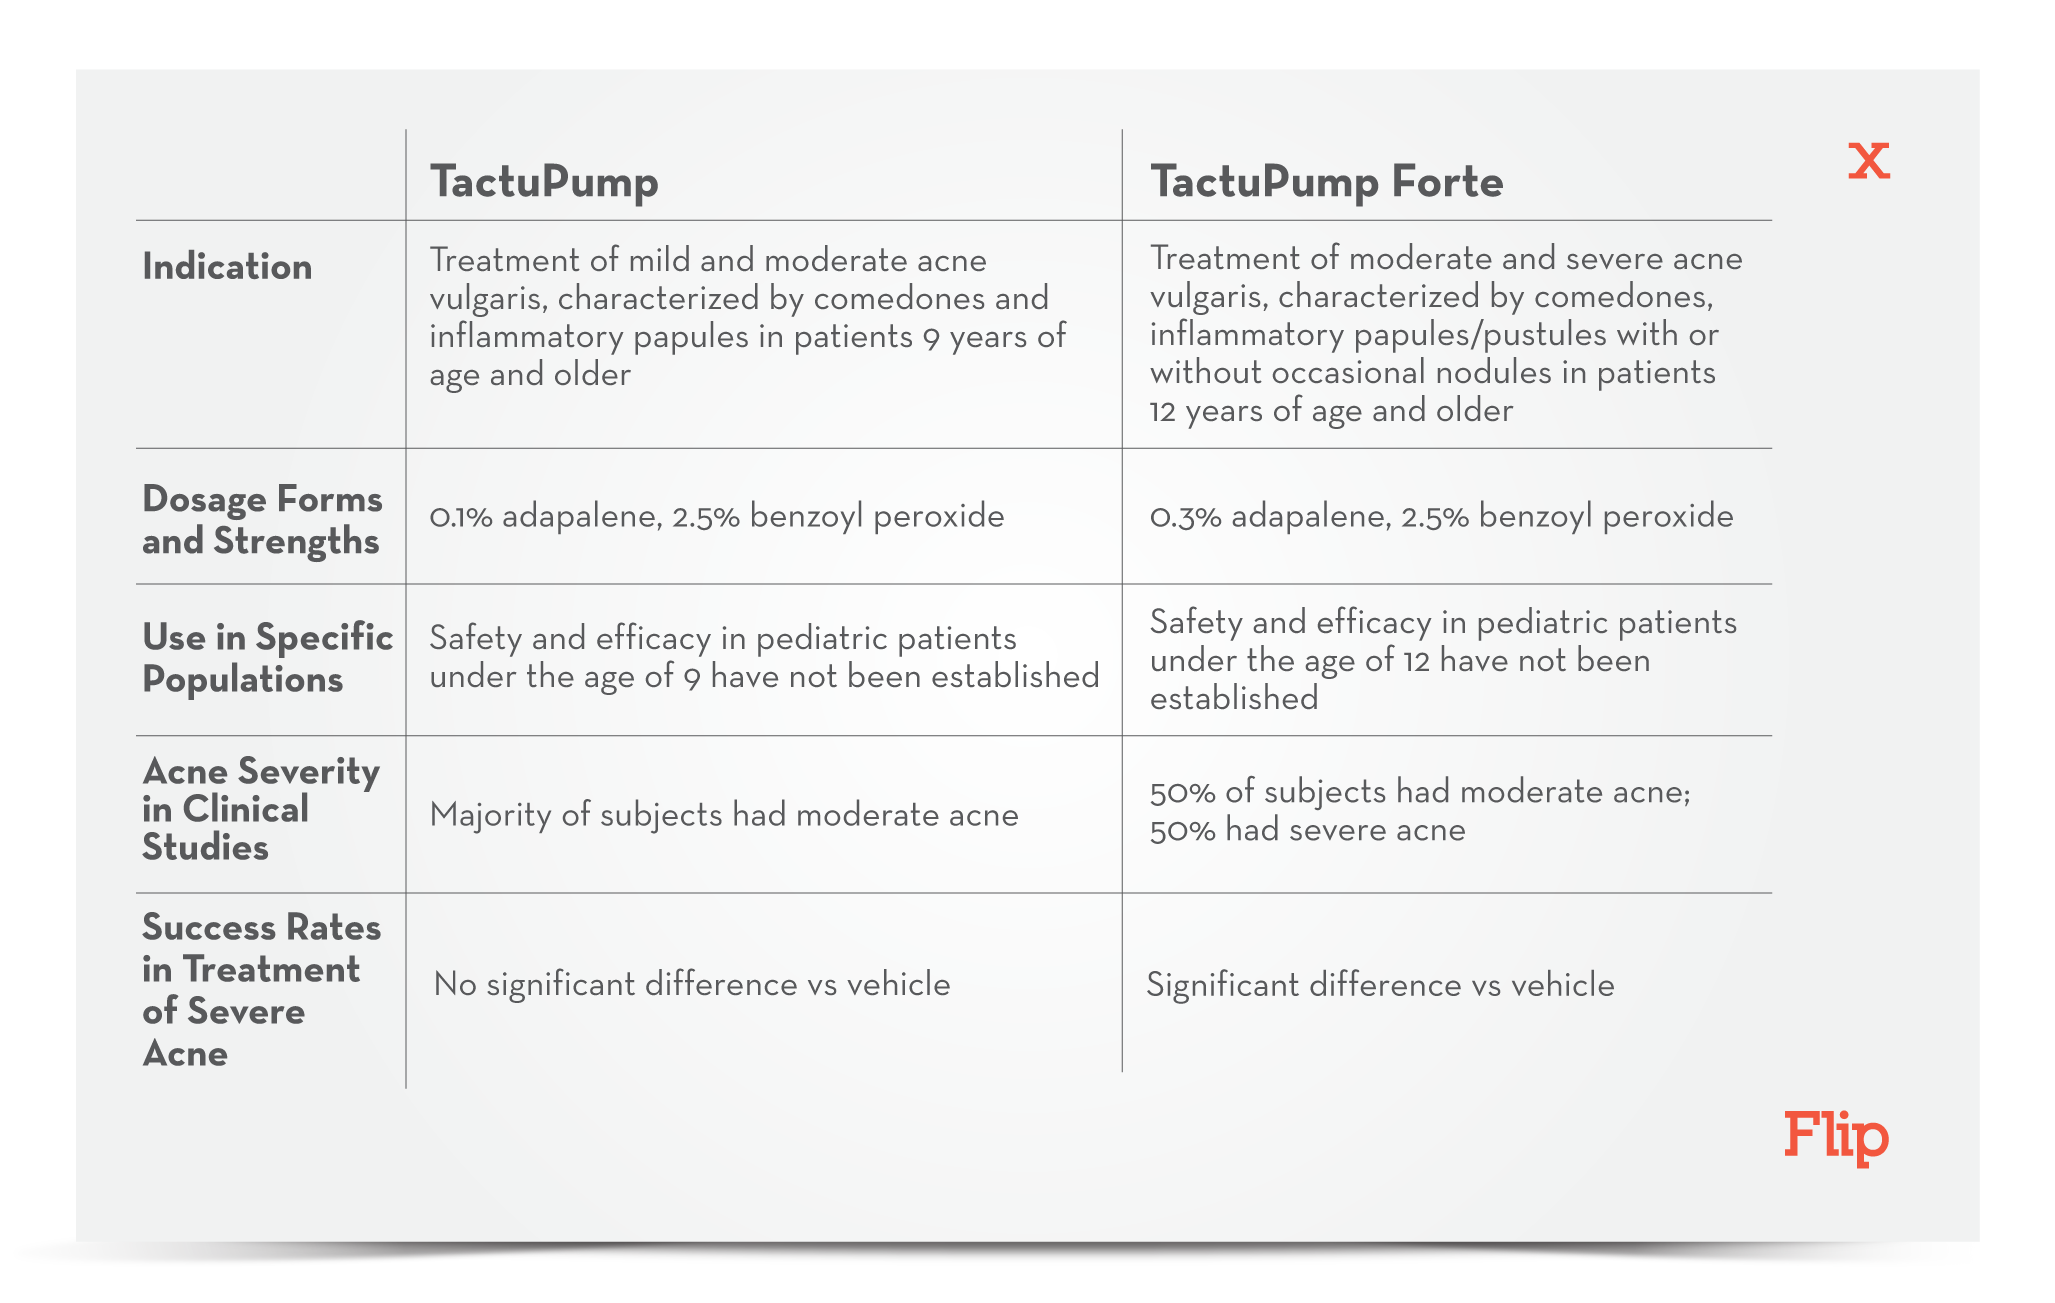 TactuPump
TactuPump Forte
X
Indication
Treatment of mild and moderate acne
vulgaris, characterized by comedones and
inflammatory papules in patients 9 years of
age and older
Treatment of moderate and severe acne
vulgaris, characterized by comedones,
inflammatory papules/pustules with or
without occasional nodules in patients
12 years of age and older
Dosage Forms
and Strengths
0.1% adapalene, 2.5% benzoyl peroxide
0.3% adapalene, 2.5% benzoyl peroxide
Use in Specific
Populations
Safety and efficacy in pediatric patients
under the age of 9 have not been established
Safety and efficacy in pediatric patients
under the age of 12 have not been
established
Acne Severity
in Clinical
Studies
Majority of subjects had moderate acne
50% of subjects had moderate acne;
50% had severe acne
Success Rates
in Treatment
of Severe
Acne
No significant difference vs vehicle
Significant difference vs vehicle
Flip